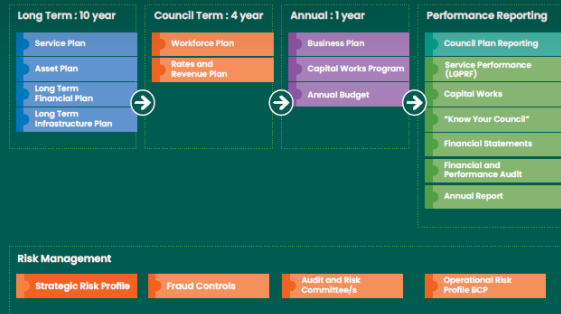 Long Term : 10 year
Service Plan
Asset Plan
Long Term
Financial Plan
Long Term
Infrastructure Plan
Council Term : 4 year
Workforce Plan
Rates and
Revenue Plan
Annual : 1 year
Business Plan
Capital Works Program
Annual Budget
Performance Reporting
Council Plan Reporting
Service Performance
(LGPRF)
Capital Works
"Know Your Council"
Financial Statements
Financial and
Performance Audit
Annual Report
Risk Management
Strategic Risk Profile
Fraud Controls
Audit and Risk
Committee/s
Operational Risk
Profile BCP